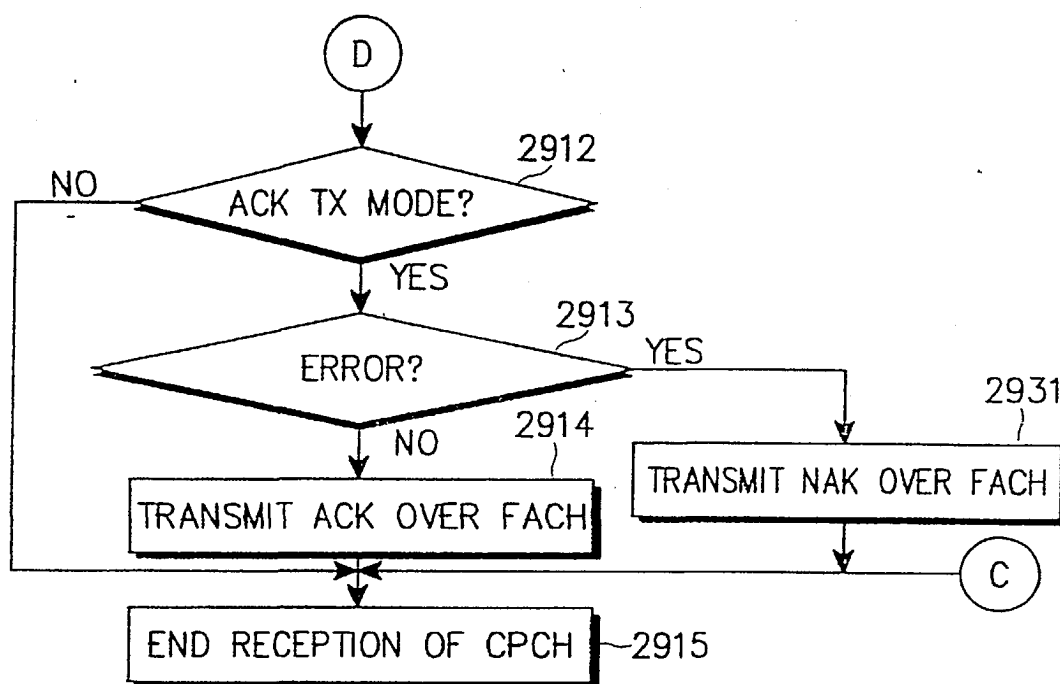 D
2912
NO
ACK TX MODE?
YES
2913
ERROR?
YES
2931
2914
NO
TRANSMIT NAK OVER FACH
TRANSMIT ACK OVER FACH
C
END RECEPTION OF CPCH
2915